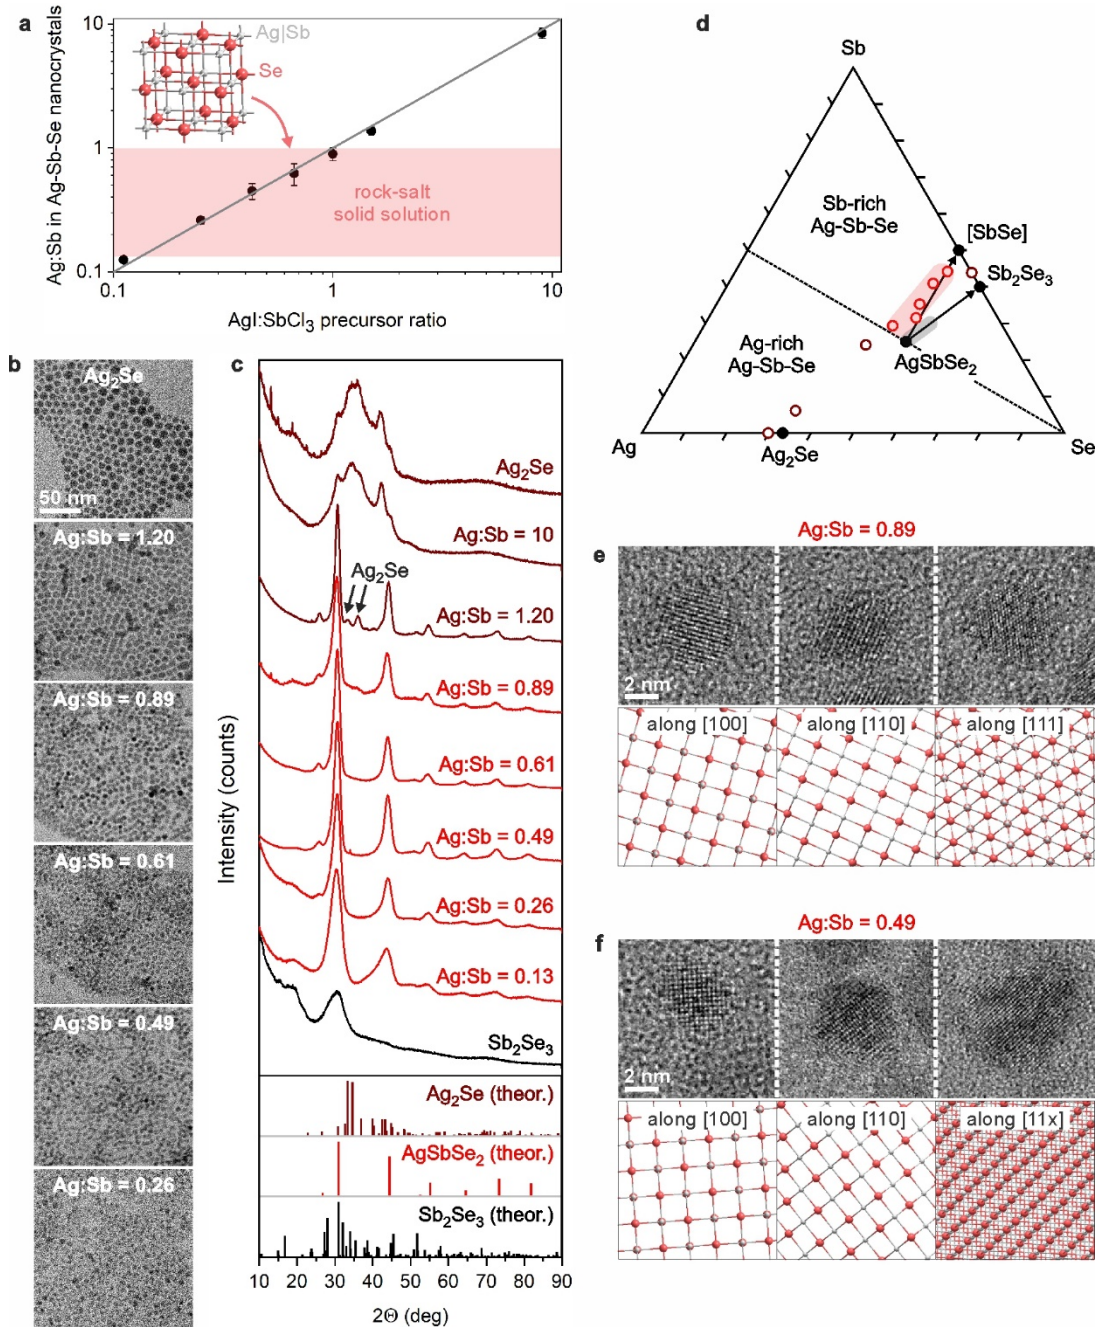 a
Ag:Sb in Ag-Sb-Se nanocrystals
10
1
0.1
Ag|Sb
Se
rock-salt
solid solution
0.1
1
10
AgI:SbCl₃ precursor ratio
b
Ag₂Se
50 nm
Ag:Sb = 1.20
Ag:Sb = 0.89
Ag:Sb = 0.61
Ag:Sb = 0.49
Ag:Sb = 0.26
c
Intensity (counts)
Ag₂Se
Ag:Sb = 10
Ag₂Se
Ag:Sb = 1.20
Ag:Sb = 0.89
Ag:Sb = 0.61
Ag:Sb = 0.49
Ag:Sb = 0.26
Ag:Sb = 0.13
Sb₂Se₃
Ag₂Se (theor.)
AgSbSe₂ (theor.)
Sb₂Se₃ (theor.)
10 20 30 40 50 60 70 80 90
2Θ (deg)
d
Sb
Sb-rich
Ag-Sb-Se
[SbSe]
Sb₂Se₃
Ag-rich
Ag-Sb-Se
AgSbSe₂
Ag
Ag₂Se
Se
Ag:Sb = 0.89
e
2 nm
along [100]
along [110]
along [111]
Ag:Sb = 0.49
f
2 nm
along [100]
along [110]
along [11x]